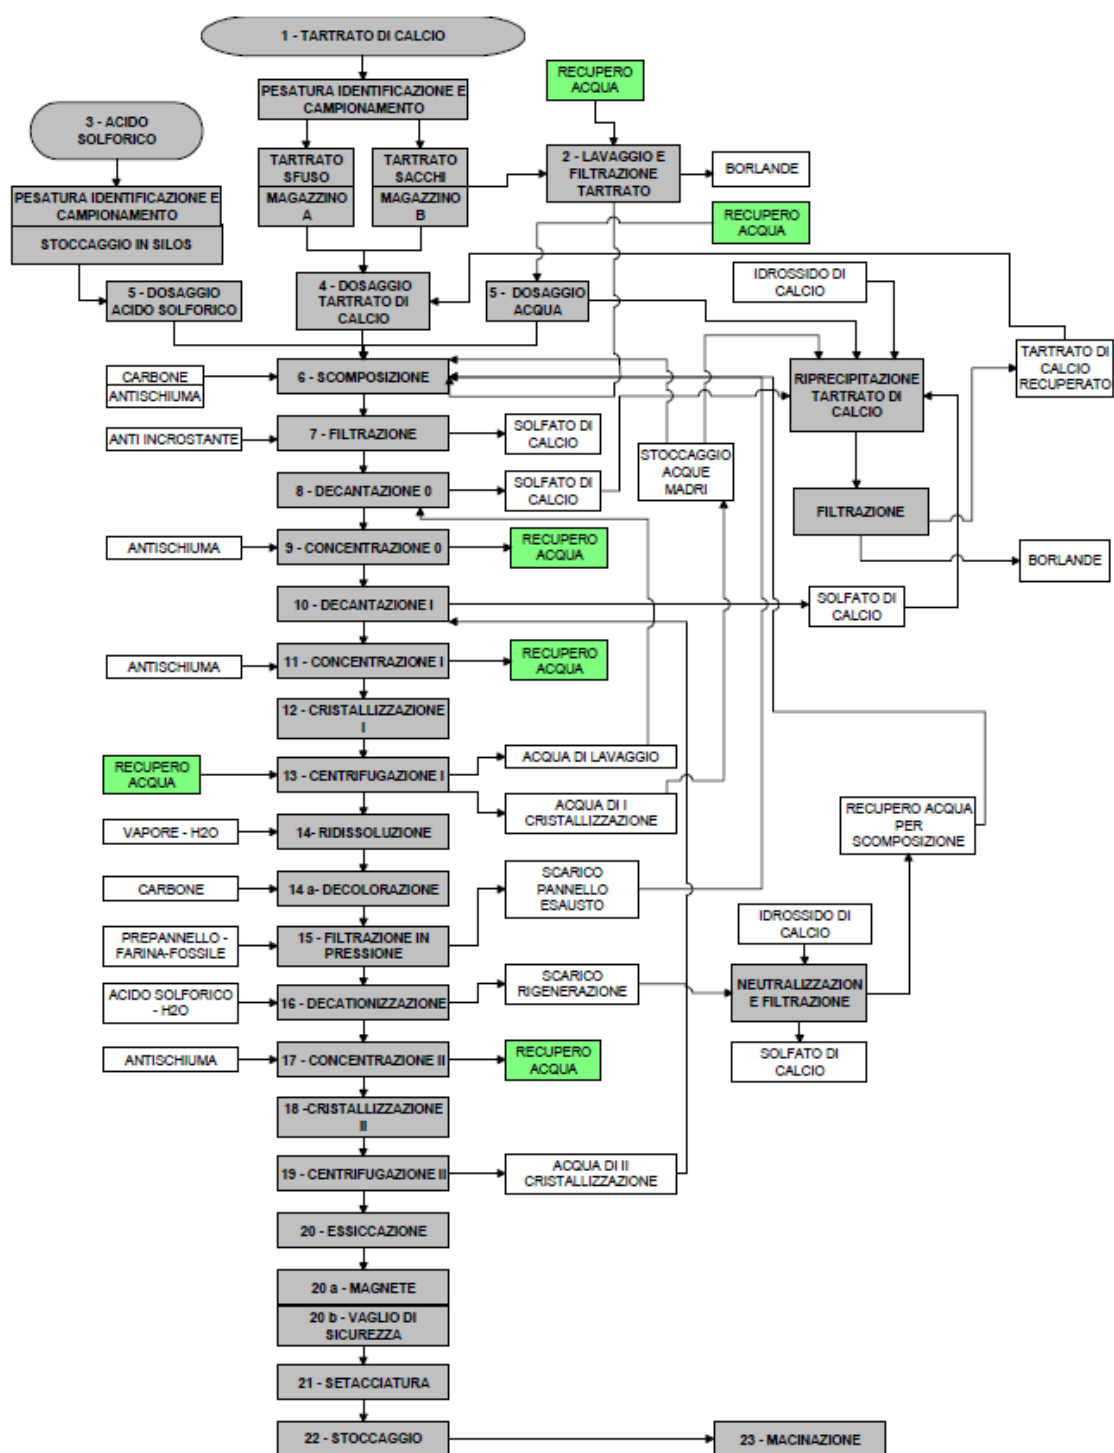 1 - TARTRATO DI CALCIO
PESATURA IDENTIFICAZIONE E
CAMPIONAMENTO
RECUPERO
ACQUA
3 - ACIDO
SOLFORICO
TARTRATO
SFUSO
MAGAZZINO
A
TARTRATO
SACCHI
MAGAZZINO
B
2 - LAVAGGIO E
FILTRAZIONE
TARTRATO
BORLANDE
PESATURA IDENTIFICAZIONE E
CAMPIONAMENTO
STOCCAGGIO IN SILOS
RECUPERO
ACQUA
5 - DOSAGGIO
ACIDO SOLFORICO
4 - DOSAGGIO
TARTRATO DI
CALCIO
5 - DOSAGGIO
ACQUA
IDROSSIDO DI
CALCIO
CARBONE
ANTISCHIUMA
6 - SCOMPOSIZIONE
RIPRECIPITAZIONE
TARTRATO DI
CALCIO
TARTRATO DI
CALCIO
RECUPERATO
ANTI INCROSTANTE
7 - FILTRAZIONE
SOLFATO DI
CALCIO
STOCCAGGIO
ACQUE
MADRI
8 - DECANTAZIONE 0
SOLFATO DI
CALCIO
FILTRAZIONE
ANTISCHIUMA
9 - CONCENTRAZIONE 0
RECUPERO
ACQUA
BORLANDE
10 - DECANTAZIONE I
SOLFATO DI
CALCIO
ANTISCHIUMA
11 - CONCENTRAZIONE I
RECUPERO
ACQUA
12 - CRISTALLIZZAZIONE
I
RECUPERO
ACQUA
13 - CENTRIFUGAZIONE I
ACQUA DI LAVAGGIO
ACQUA DI I
CRISTALLIZZAZIONE
RECUPERO ACQUA
PER
SCOMPOSIZIONE
VAPORE - H2O
14- RIDISSOLUZIONE
CARBONE
14 a- DECOLORAZIONE
SCARICO
PANNELLO
ESAUSTO
PREPANNELLO -
FARINA-FOSSILE
15 - FILTRAZIONE IN
PRESSIONE
IDROSSIDO DI
CALCIO
ACIDO SOLFORICO
- H2O
16 - DECATIONIZZAZIONE
SCARICO
RIGENERAZIONE
NEUTRALIZZAZION
E FILTRAZIONE
ANTISCHIUMA
17 - CONCENTRAZIONE II
RECUPERO
ACQUA
SOLFATO DI
CALCIO
18 -CRISTALLIZZAZIONE
II
19 - CENTRIFUGAZIONE II
ACQUA DI II
CRISTALLIZZAZIONE
20 - ESSICCAZIONE
20 a - MAGNETE
20 b - VAGLIO DI
SICUREZZA
21 - SETACCIATURA
22 - STOCCAGGIO
23 - MACINAZIONE